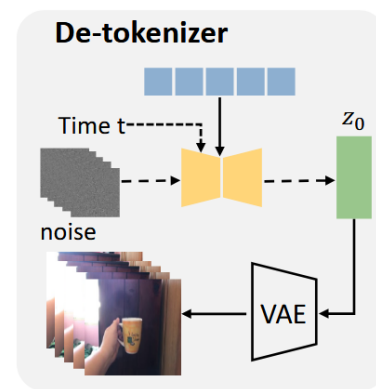 De-tokenizer
Time t
z₀
noise
VAE